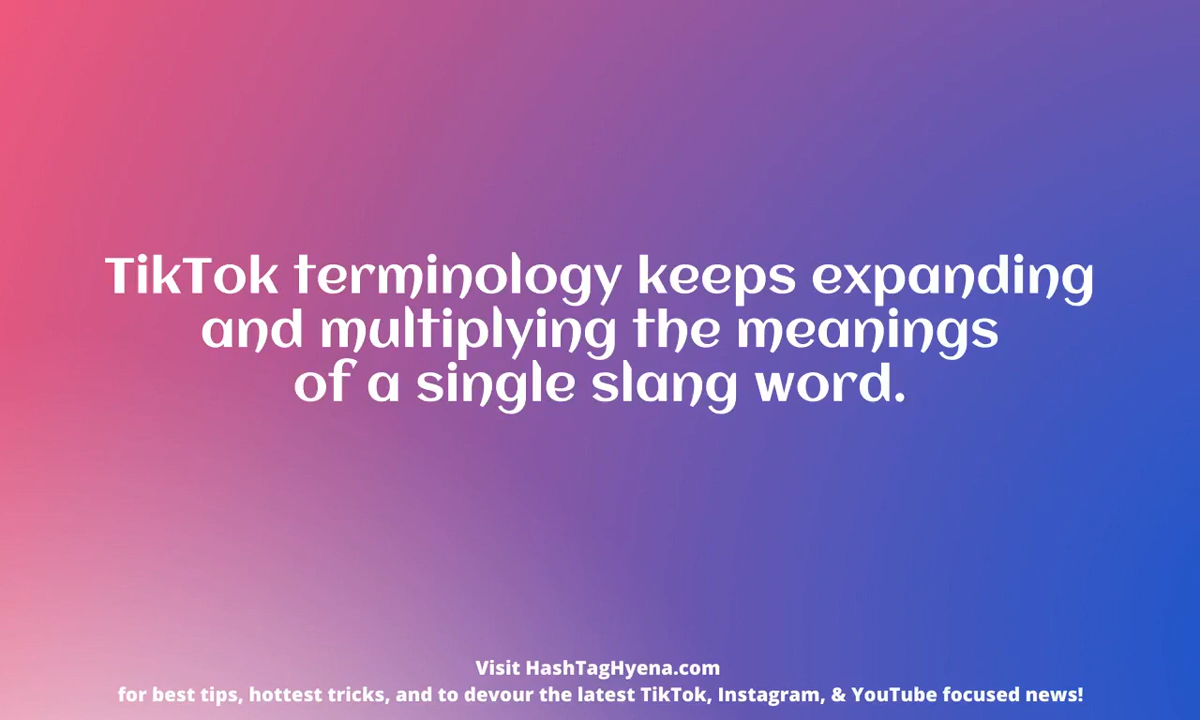 TikTok terminology keeps expanding
and multiplying the meanings
of a single slang word.
Visit HashTagHyena.com
for best tips, hottest tricks, and to devour the latest TikTok, Instagram, & YouTube focused news!